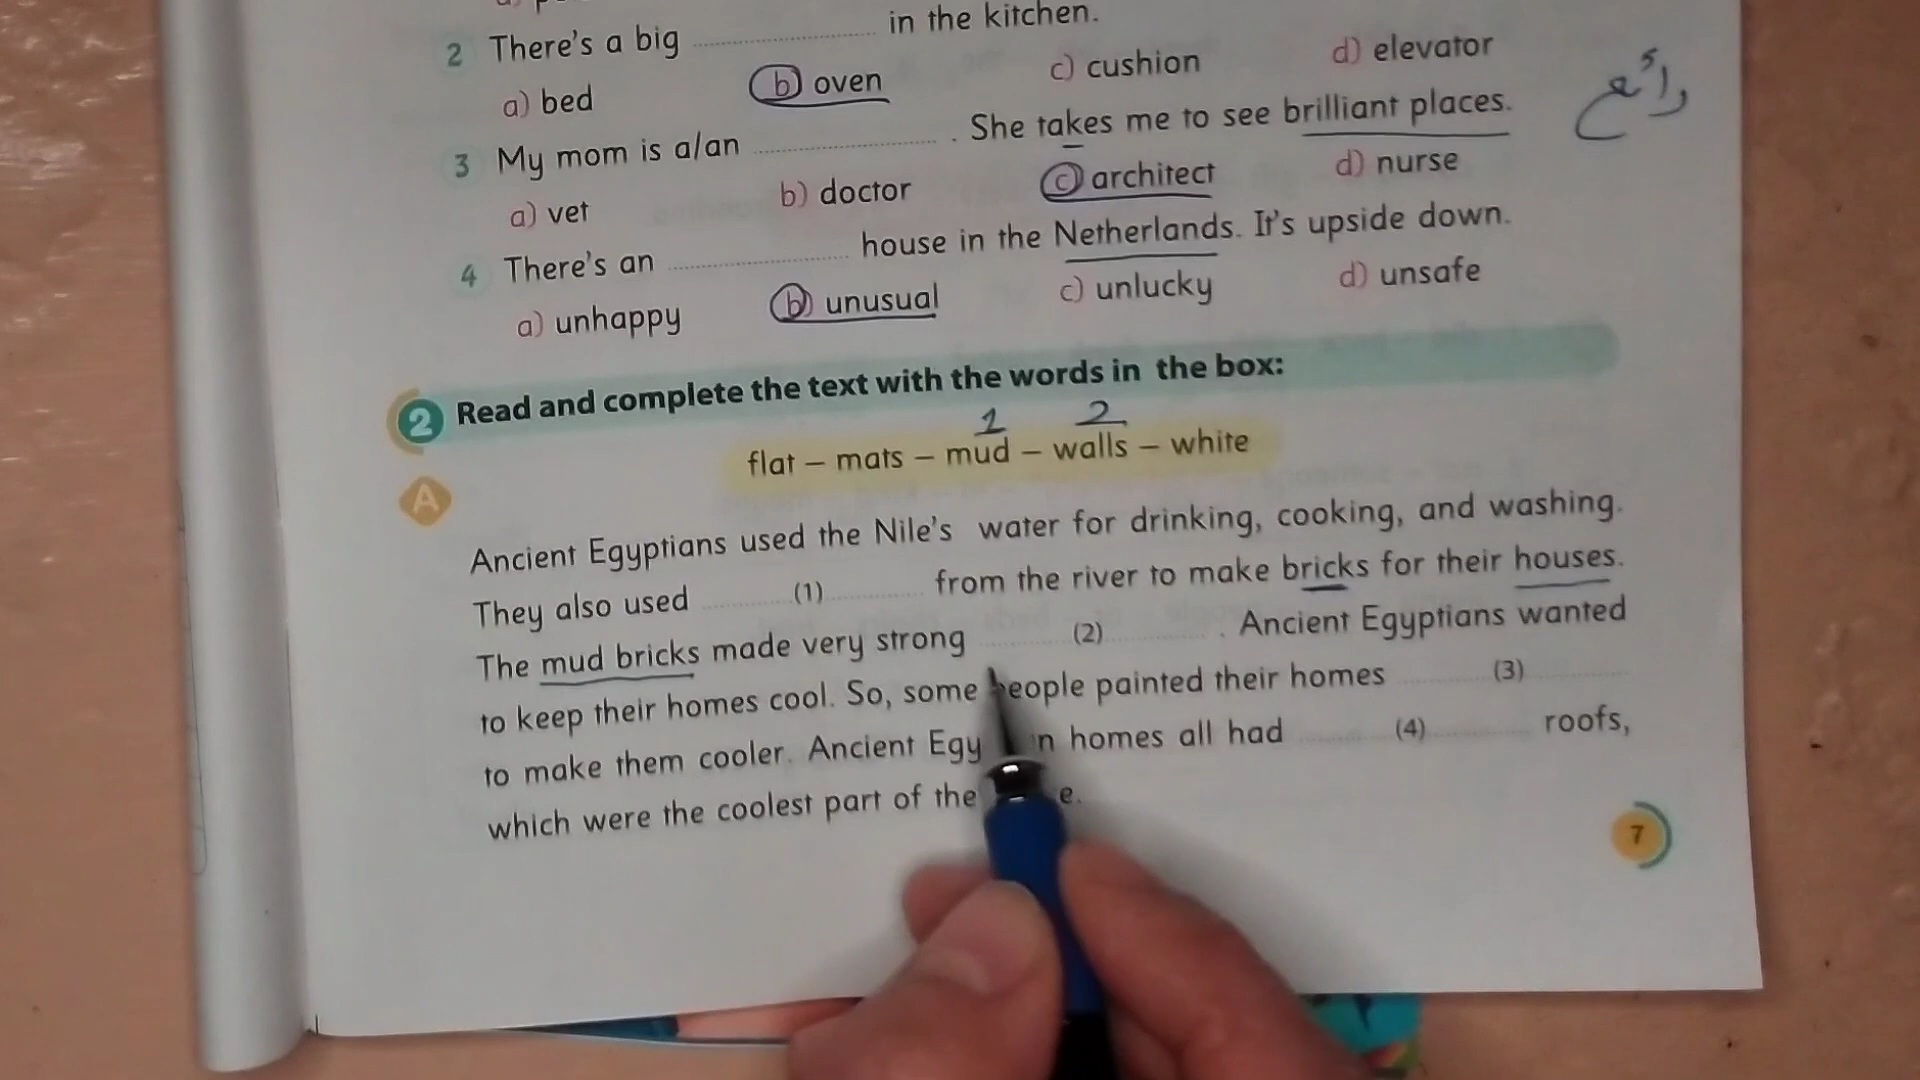 2 There's a big .................... in the kitchen.
a) bed b) oven c) cushion d) elevator
3 My mom is a/an .................... . She takes me to see brilliant places.
رائع
a) vet b) doctor c) architect d) nurse
4 There's an .................... house in the Netherlands. It's upside down.
a) unhappy b) unusual c) unlucky d) unsafe
2 Read and complete the text with the words in the box:
1 2
flat – mats – mud – walls – white
A
Ancient Egyptians used the Nile's water for drinking, cooking, and washing.
They also used ..........(1).......... from the river to make bricks for their houses.
The mud bricks made very strong ..........(2).......... . Ancient Egyptians wanted
to keep their homes cool. So, some people painted their homes ..........(3)..........
to make them cooler. Ancient Egy n homes all had ..........(4).......... roofs,
which were the coolest part of the e.
7